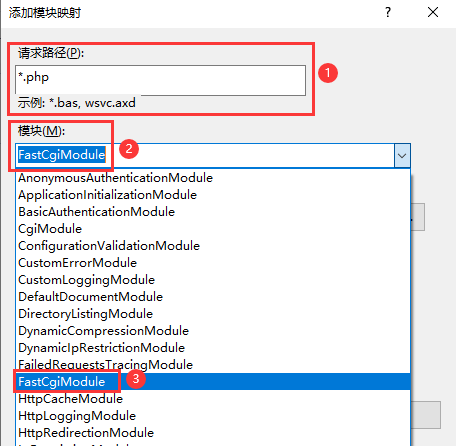 添加模块映射
请求路径(P):
*.php
1
示例: *.bas, wsvc.axd
模块(M):
2
FastCgiModule
AnonymousAuthenticationModule
ApplicationInitializationModule
BasicAuthenticationModule
CgiModule
ConfigurationValidationModule
CustomErrorModule
CustomLoggingModule
DefaultDocumentModule
DirectoryListingModule
DynamicCompressionModule
DynamicIpRestrictionModule
FailedRequestsTracingModule
FastCgiModule
3
HttpCacheModule
HttpLoggingModule
HttpRedirectionModule